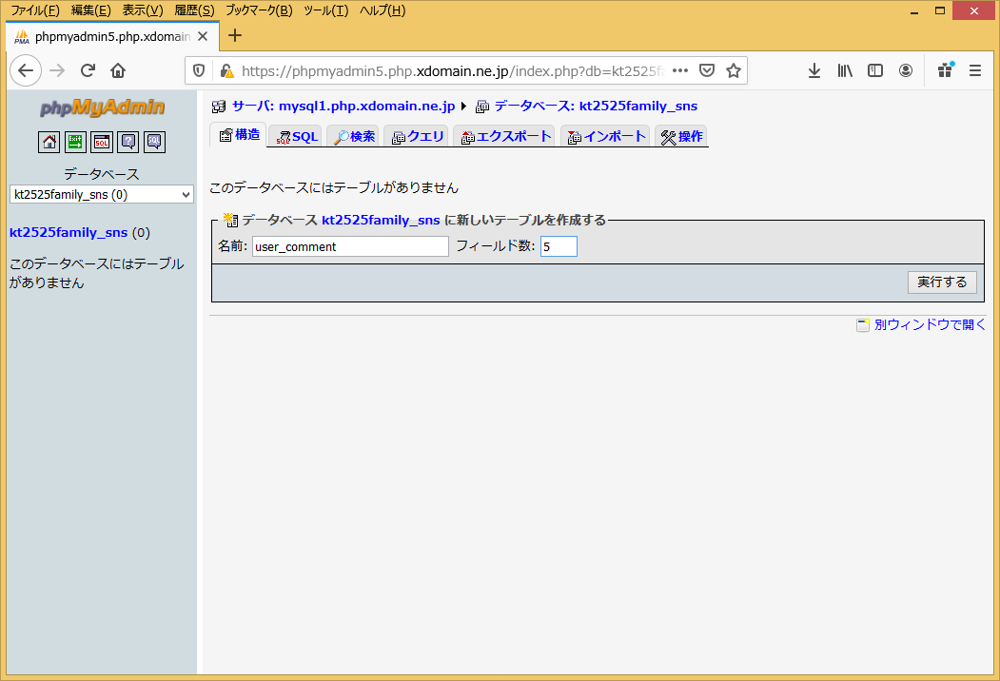 ファイル(F) 編集(E) 表示(V) 履歴(S) ブックマーク(B) ツール(T) ヘルプ(H)
PMA phpmyadmin5.php.xdomain
https://phpmyadmin5.php.xdomain.ne.jp/index.php?db=kt2525f
phpMyAdmin
サーバ: mysql1.php.xdomain.ne.jp データベース: kt2525family_sns
構造 SQL 検索 クエリ エクスポート インポート 操作
Exit SQL ? SQL
データベース
kt2525family_sns (0)
kt2525family_sns (0)
このデータベースにはテーブル
がありません
このデータベースにはテーブルがありません
データベース kt2525family_sns に新しいテーブルを作成する
名前: user_comment フィールド数: 5
実行する
別ウィンドウで開く